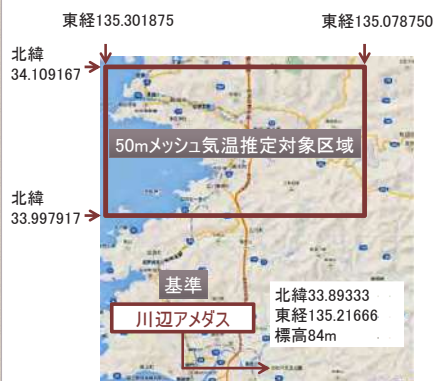 東経135.301875
東経135.078750
北緯
34.109167
50mメッシュ気温推定対象区域
北緯
33.997917
基準
川辺アメダス
北緯33.89333
東経135.21666
標高84m